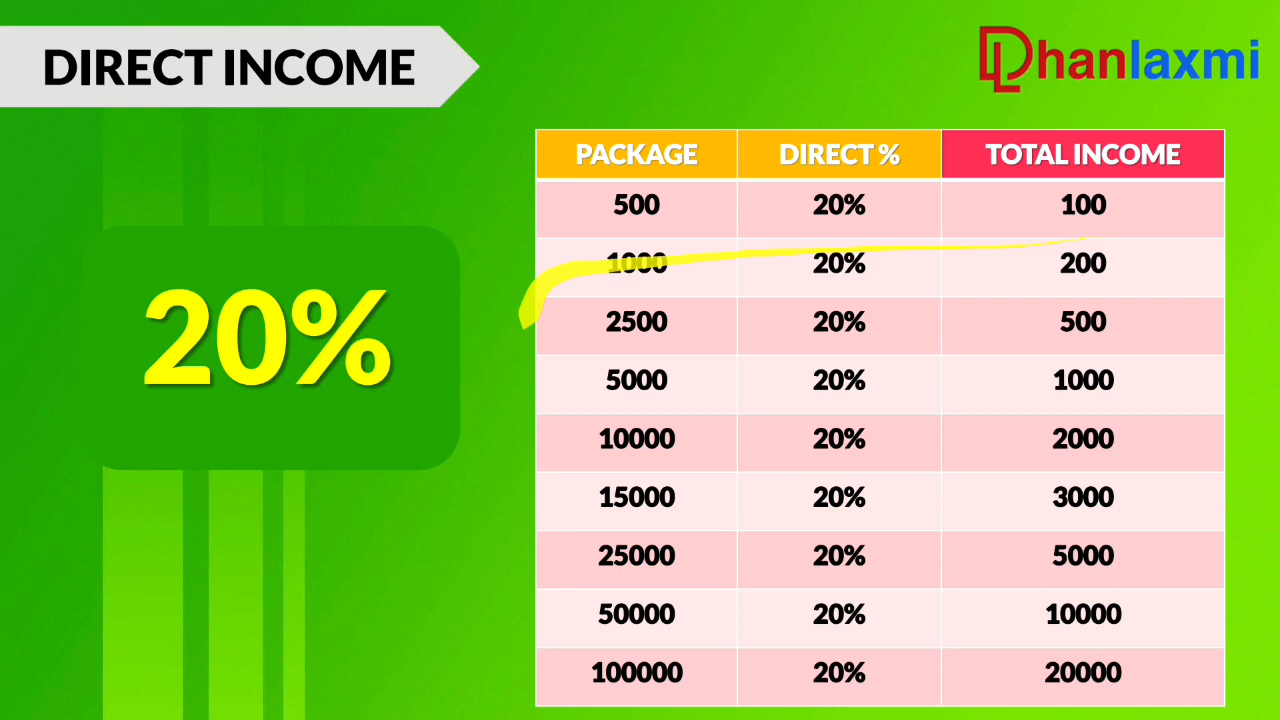 DIRECT INCOME
Dhanlaxmi
20%
PACKAGE DIRECT % TOTAL INCOME
500 20% 100
1000 20% 200
2500 20% 500
5000 20% 1000
10000 20% 2000
15000 20% 3000
25000 20% 5000
50000 20% 10000
100000 20% 20000